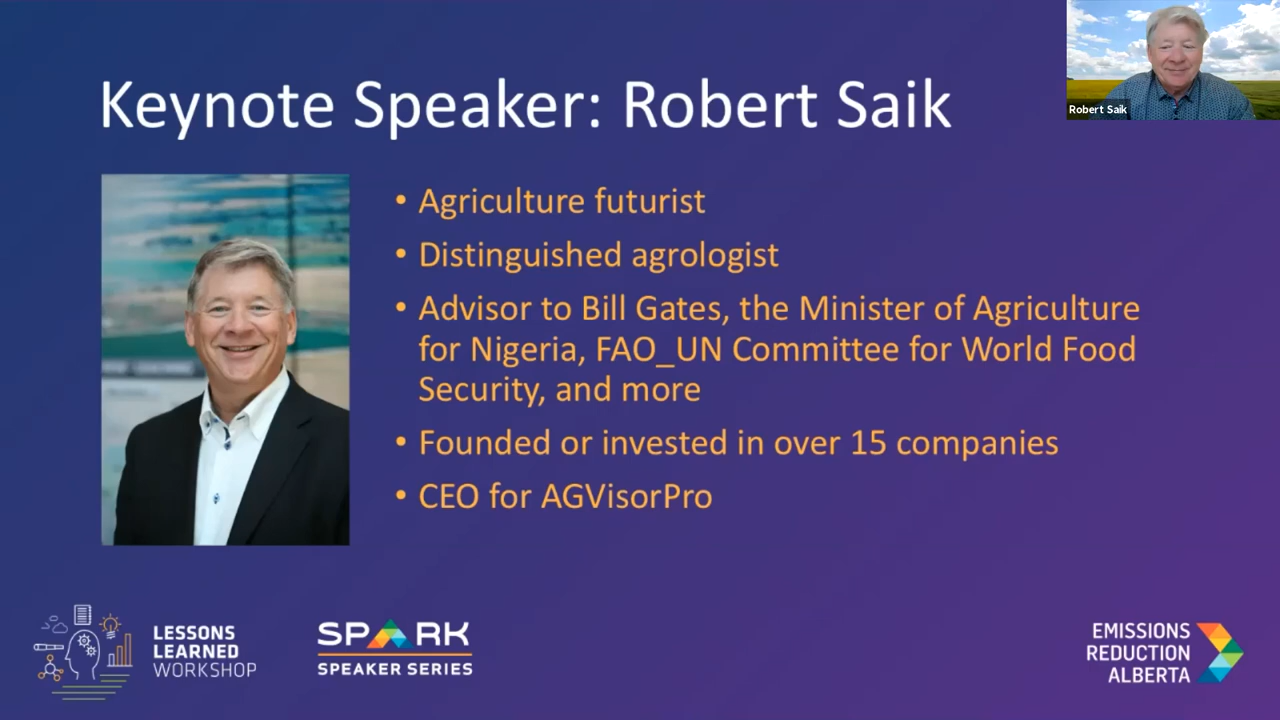 Keynote Speaker: Robert Saik
Robert Saik
• Agriculture futurist
• Distinguished agrologist
• Advisor to Bill Gates, the Minister of Agriculture
for Nigeria, FAO_UN Committee for World Food
Security, and more
• Founded or invested in over 15 companies
• CEO for AGVisorPro
LESSONS
LEARNED
WORKSHOP
SPARK
SPEAKER SERIES
EMISSIONS
REDUCTION
ALBERTA